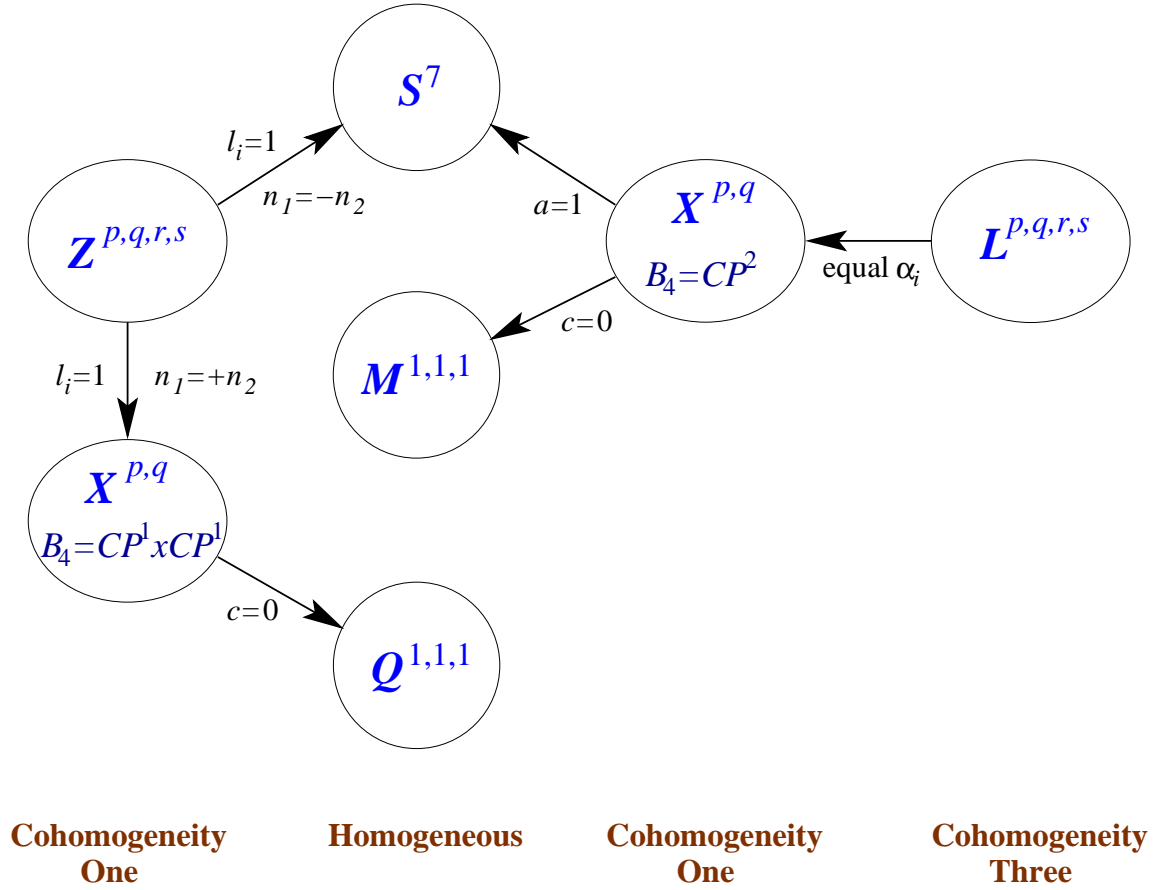 S^7
l_i=1
n_1=−n_2
a=1
Z^{p,q,r,s}
X^{p,q}
B_4=CP^2
L^{p,q,r,s}
equal α_i
c=0
M^{1,1,1}
l_i=1 n_1=+n_2
X^{p,q}
B_4=CP^1xCP^1
c=0
Q^{1,1,1}
Cohomogeneity One
Homogeneous
Cohomogeneity One
Cohomogeneity Three